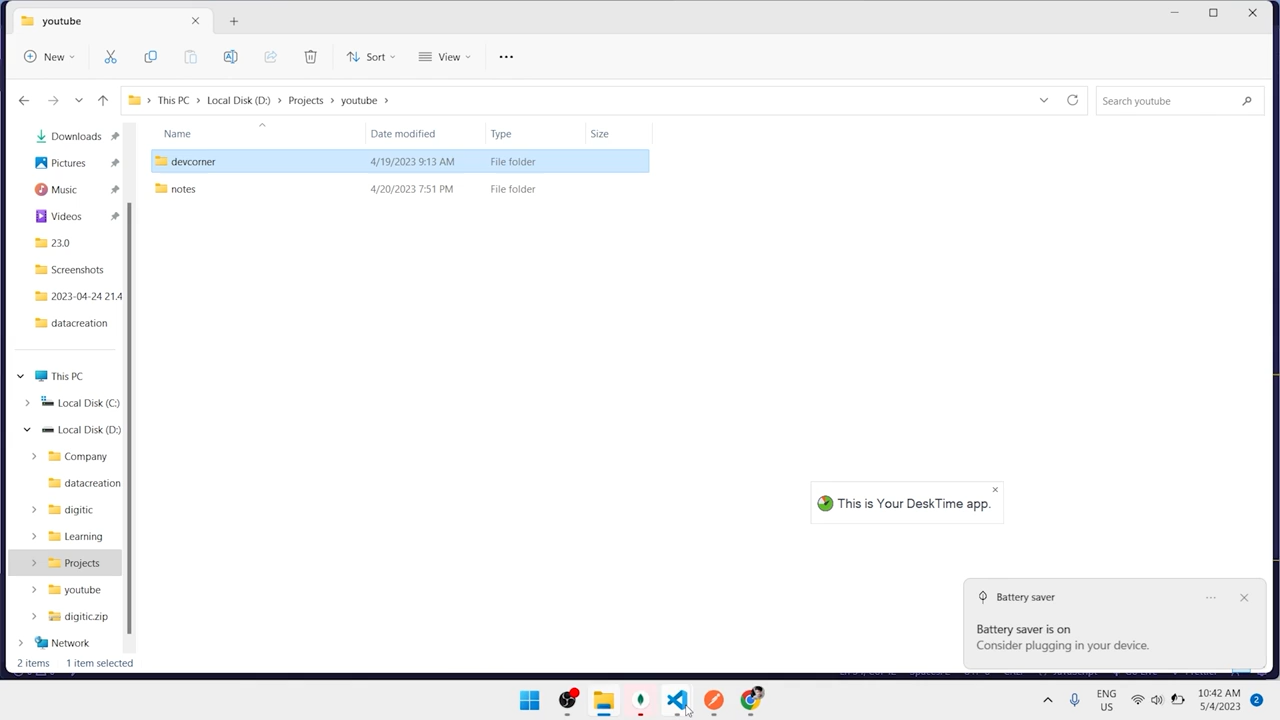 youtube
New
Sort
View
This PC
Local Disk (D:)
Projects
youtube
Search youtube
Name
Date modified
Type
Size
devcorner
4/19/2023 9:13 AM
File folder
notes
4/20/2023 7:51 PM
File folder
Downloads
Pictures
Music
Videos
23.0
Screenshots
2023-04-24 21.4
datacreation
This PC
Local Disk (C:)
Local Disk (D:)
Company
datacreation
digitic
Learning
Projects
youtube
digitic.zip
Network
This is Your DeskTime app.
Battery saver
Battery saver is on
Consider plugging in your device.
2 items
1 item selected
ENG
US
10:42 AM
5/4/2023
2